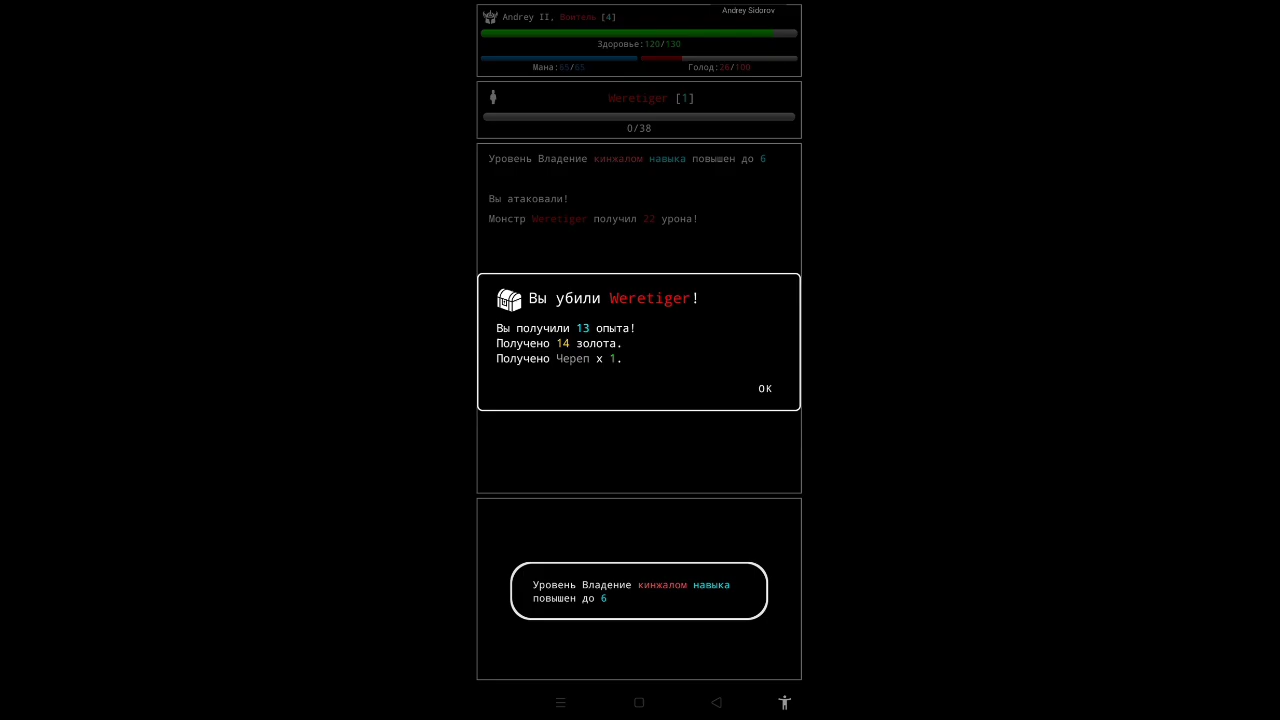 Andrey Sidorov
Andrey II, Воитель [4]
Здоровье:120/130
Мана:65/65 Голод:26/100
Weretiger [1]
0/38
Уровень Владение кинжалом навыка повышен до 6
Вы атаковали!
Монстр Weretiger получил 22 урона!
Вы убили Weretiger!
Вы получили 13 опыта!
Получено 14 золота.
Получено Череп x 1.
OK
Уровень Владение кинжалом навыка
повышен до 6